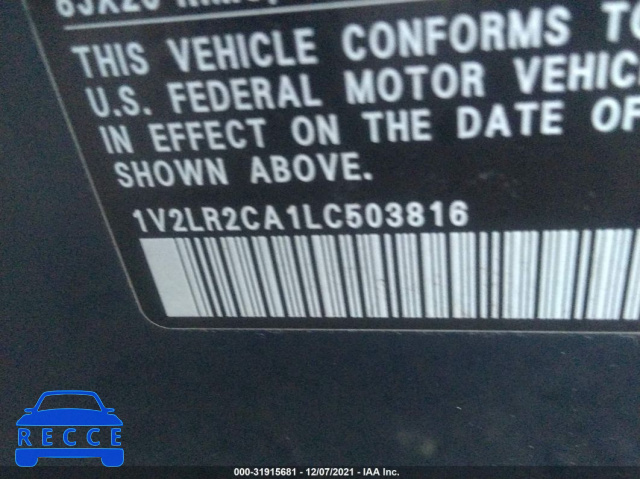 THIS VEHICLE CONFORMS TO
U.S. FEDERAL MOTOR VEHIC
IN EFFECT ON THE DATE OF
SHOWN ABOVE.
1V2LR2CA1LC503816
RECCE
000-31915681 - 12/07/2021 - IAA Inc.